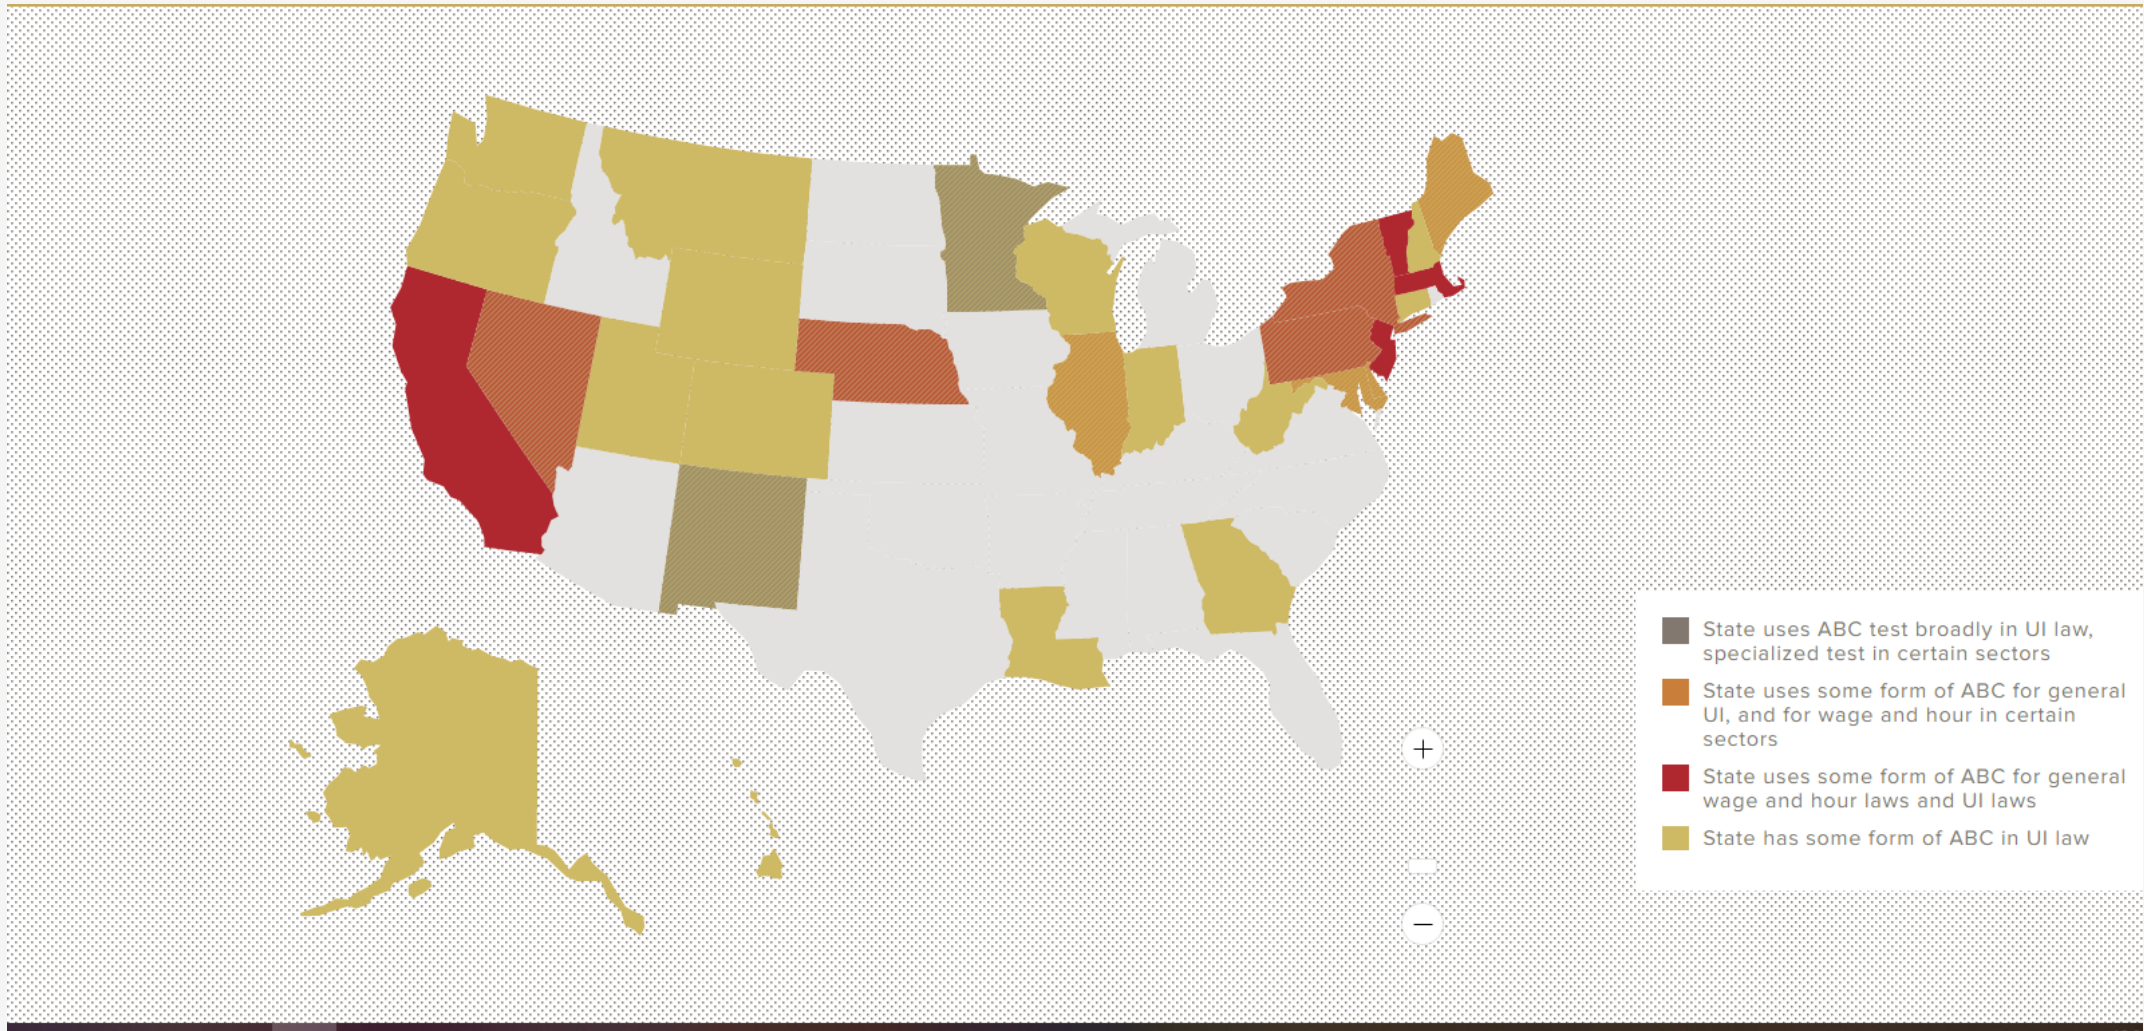 State uses ABC test broadly in UI law,
specialized test in certain sectors
State uses some form of ABC for general
UI, and for wage and hour in certain
sectors
State uses some form of ABC for general
wage and hour laws and UI laws
State has some form of ABC in UI law